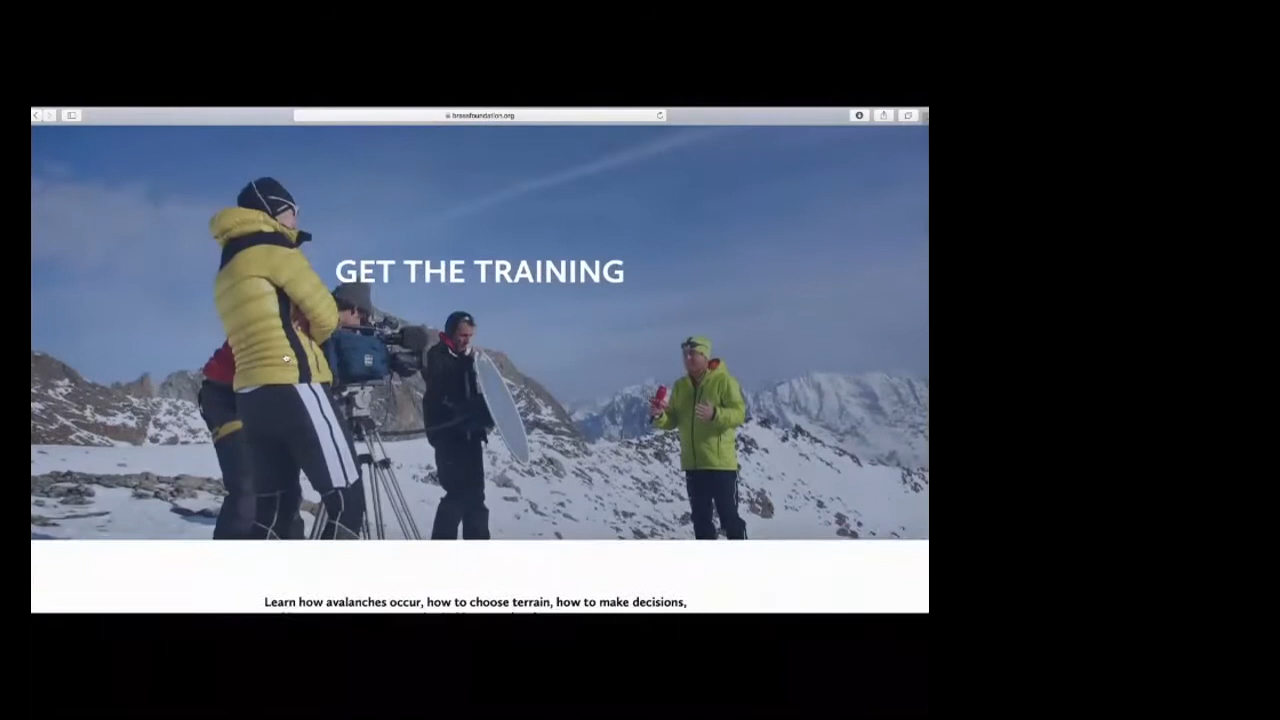 brassfoundation.org
GET THE TRAINING
Learn how avalanches occur, how to choose terrain, how to make decisions,